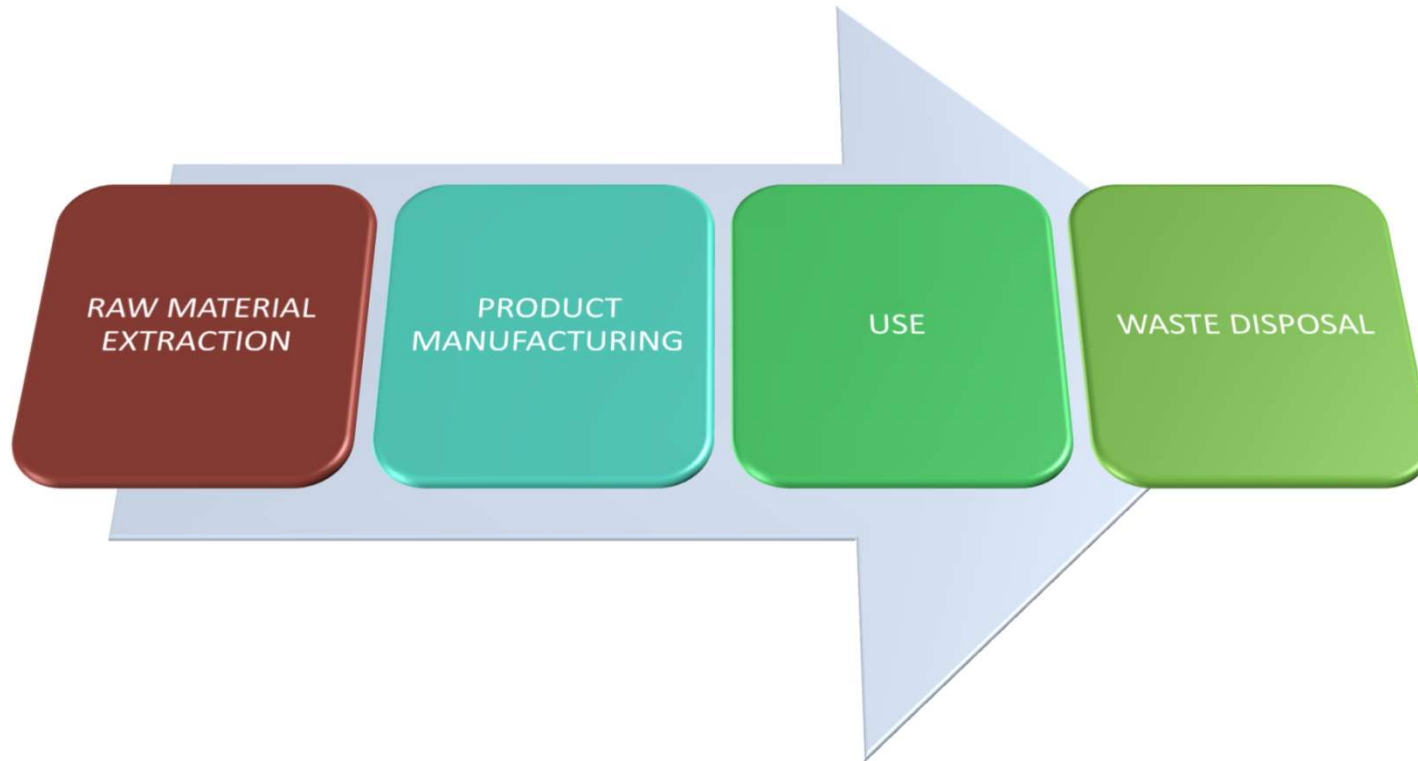 RAW MATERIAL
EXTRACTION
PRODUCT
MANUFACTURING
USE
WASTE DISPOSAL